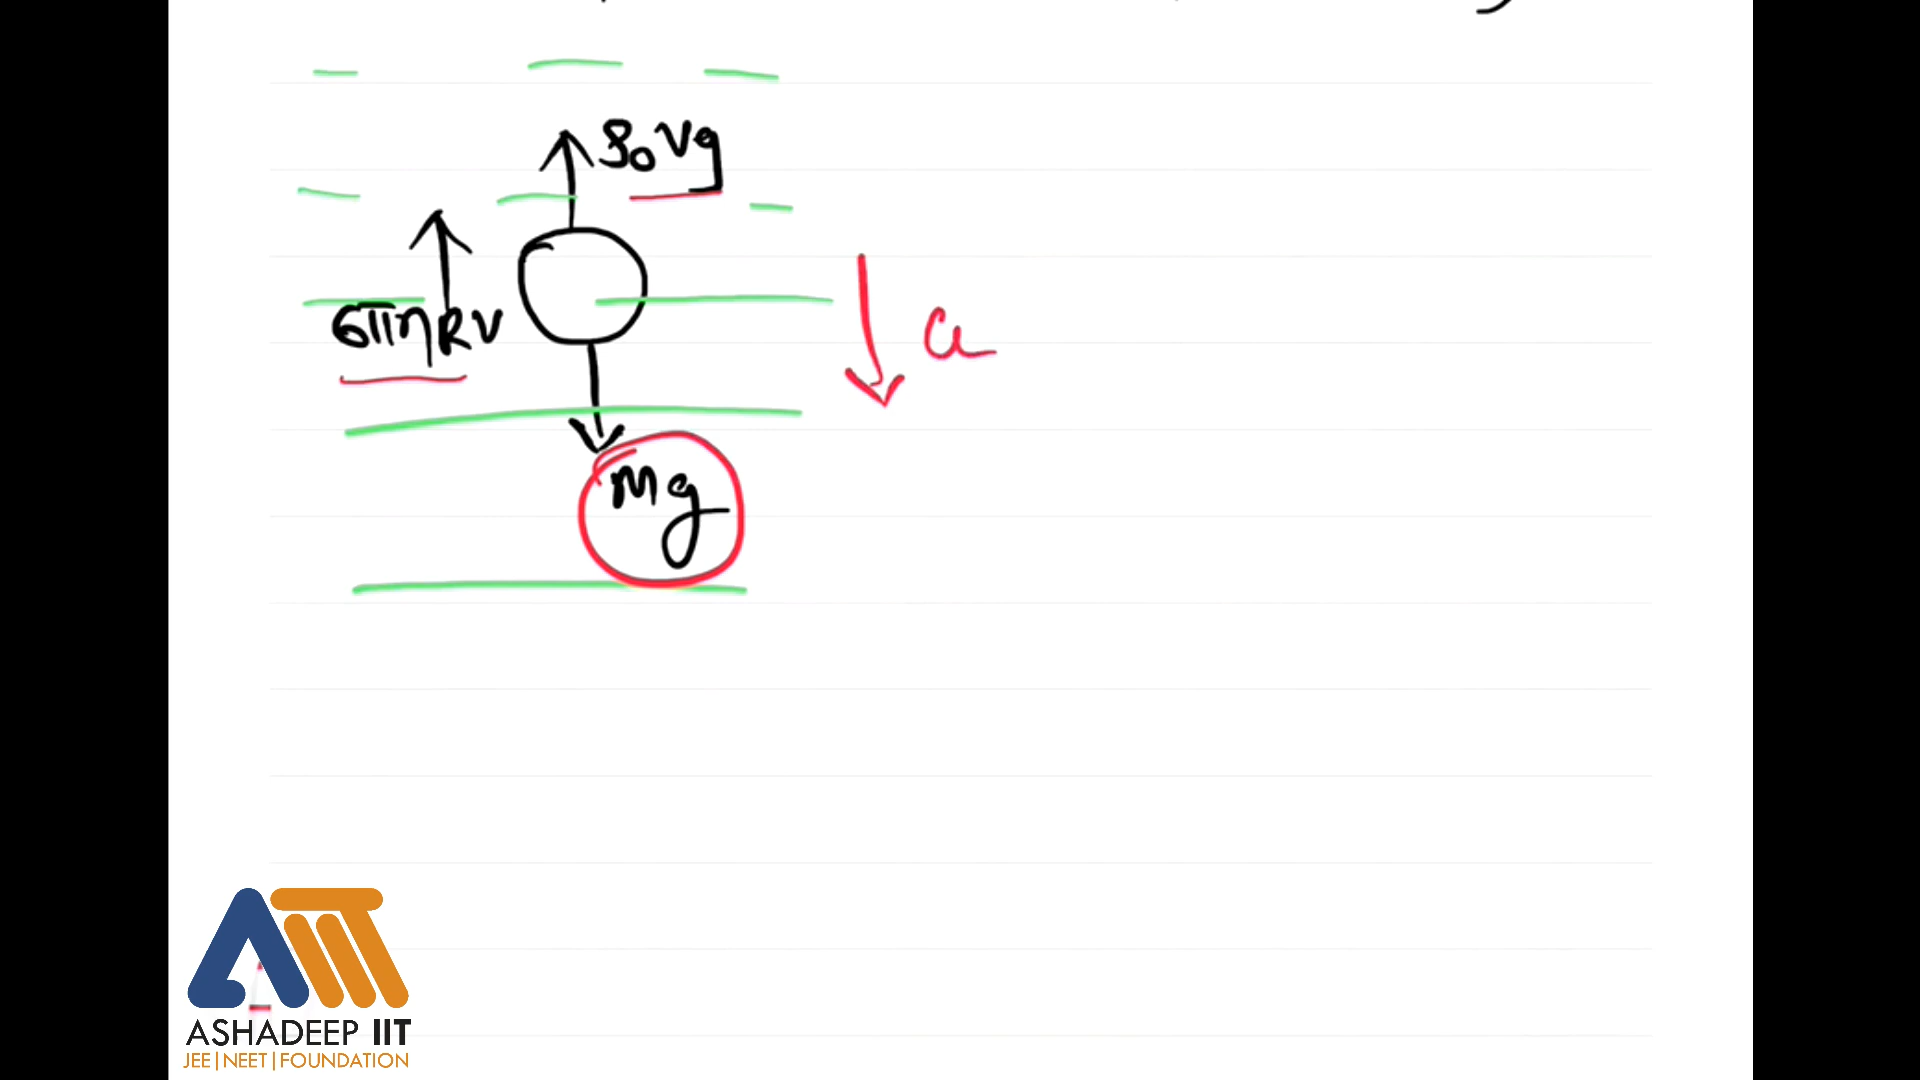 ρ₀Vg
6πηRV
a
Mg
ASHADEEP IIT
JEE|NEET|FOUNDATION